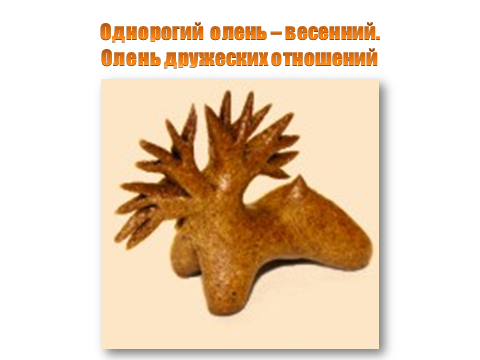 Однорогий олень – весенний.
Олень дружеских отношений